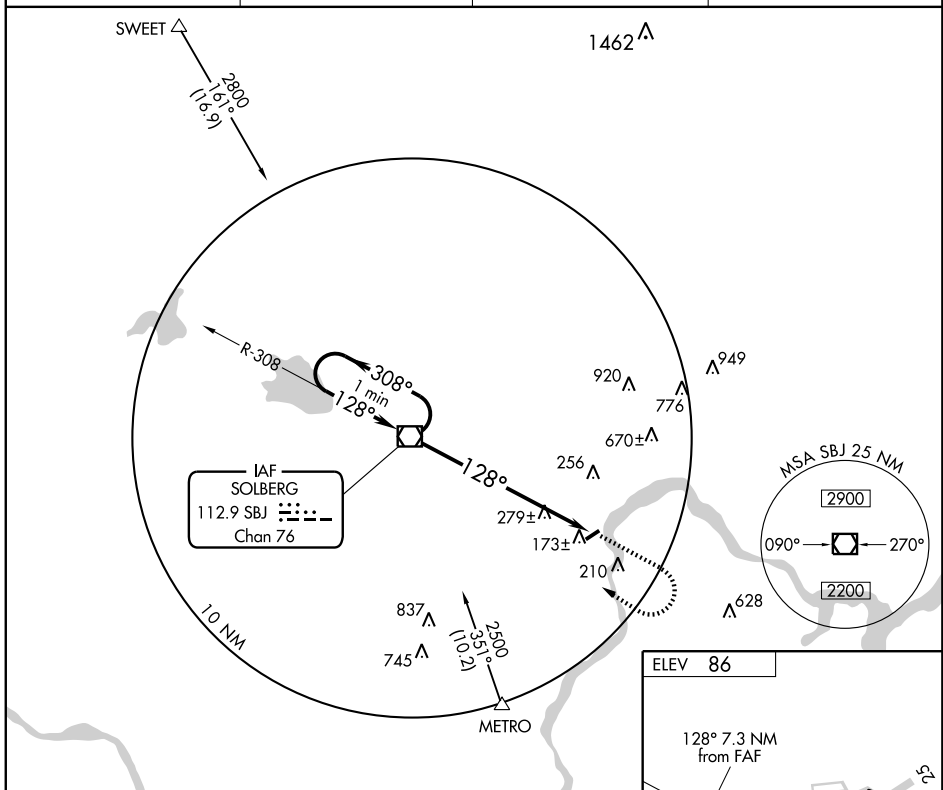 SWEET
2800
161°
(16.9)
1462
R-308
308°
1 min
128°
128°
IAF
SOLBERG
112.9 SBJ
Chan 76
949
920
776
670±
256
279±
173±
210
628
837
745
10 NM
2500
351°
(10.2)
METRO
MSA SBJ 25 NM
2900
090°
270°
2200
ELEV 86
128° 7.3 NM
from FAF
25